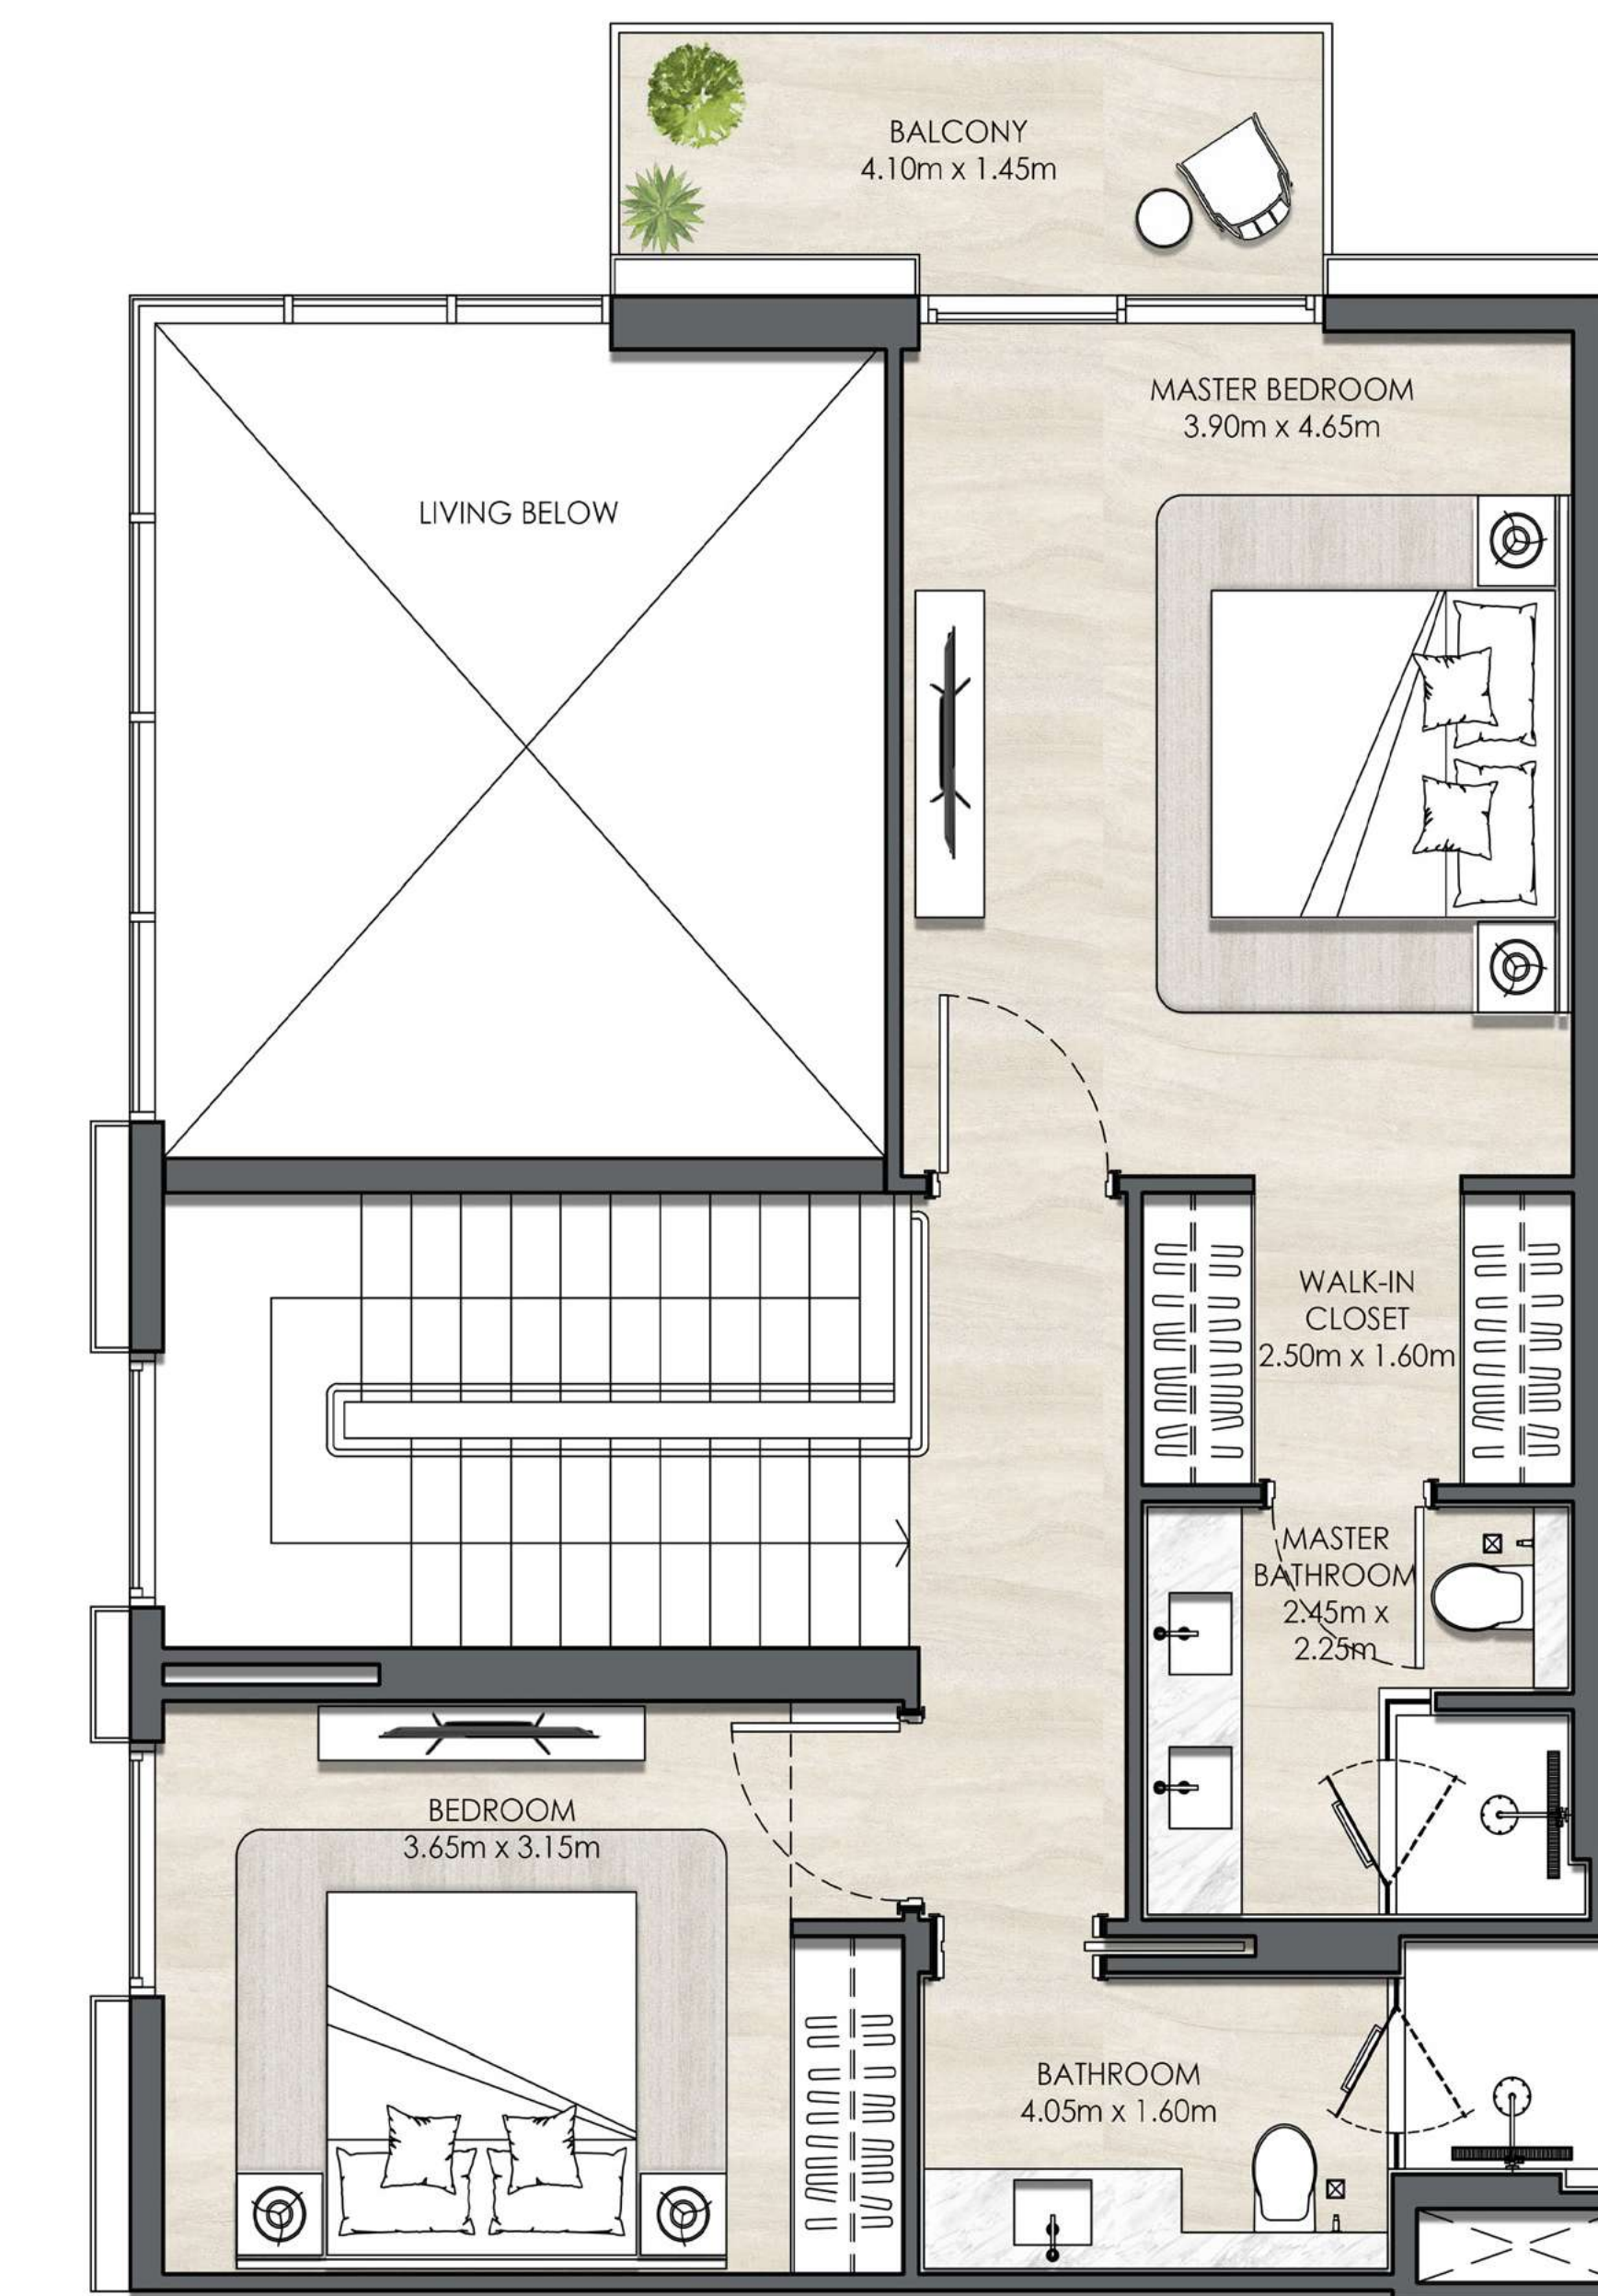 BALCONY
4.10m x 1.45m
MASTER BEDROOM
3.90m x 4.65m
LIVING BELOW
WALK-IN
CLOSET
2.50m x 1.60m
MASTER
BATHROOM
2.45m x
2.25m
BEDROOM
3.65m x 3.15m
BATHROOM
4.05m x 1.60m